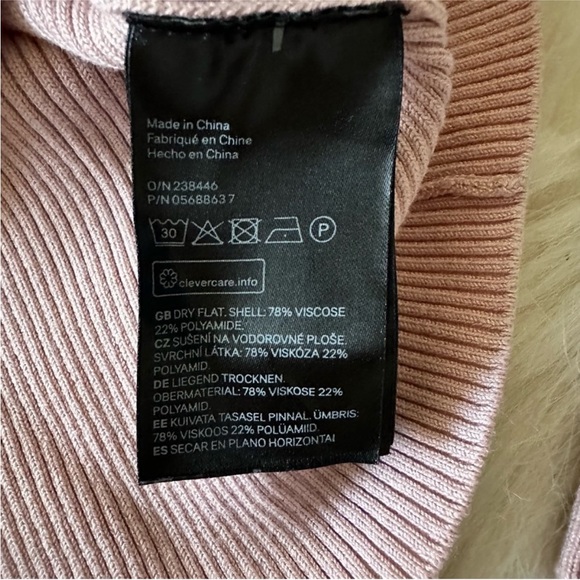 Made in China
Fabriqué en Chine
Hecho en China
O/N 238446
P/N 05688637
30 P
clevercare.info
GB DRY FLAT. SHELL: 78% VISCOSE
22% POLYAMIDE.
CZ SUŠENÍ NA VODOROVNÉ PLOŠE.
SVRCHNÍ LÁTKA: 78% VISKÓZA 22%
POLYAMID.
DE LIEGEND TROCKNEN.
OBERMATERIAL: 78% VISKOSE 22%
POLYAMID.
EE KUIVATA TASASEL PINNAL. ÜMBRIS:
78% VISKOOS 22% POLÜAMIID.
ES SECAR EN PLANO HORIZONTAL